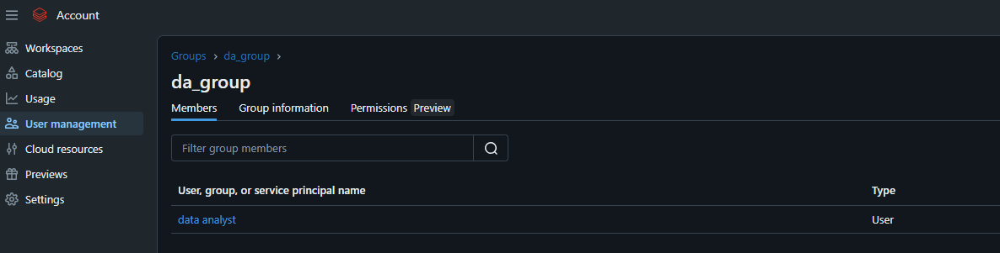 Account
Workspaces
Catalog
Usage
User management
Cloud resources
Previews
Settings
Groups › da_group ›
da_group
Members Group information Permissions Preview
Filter group members
User, group, or service principal name Type
data analyst User